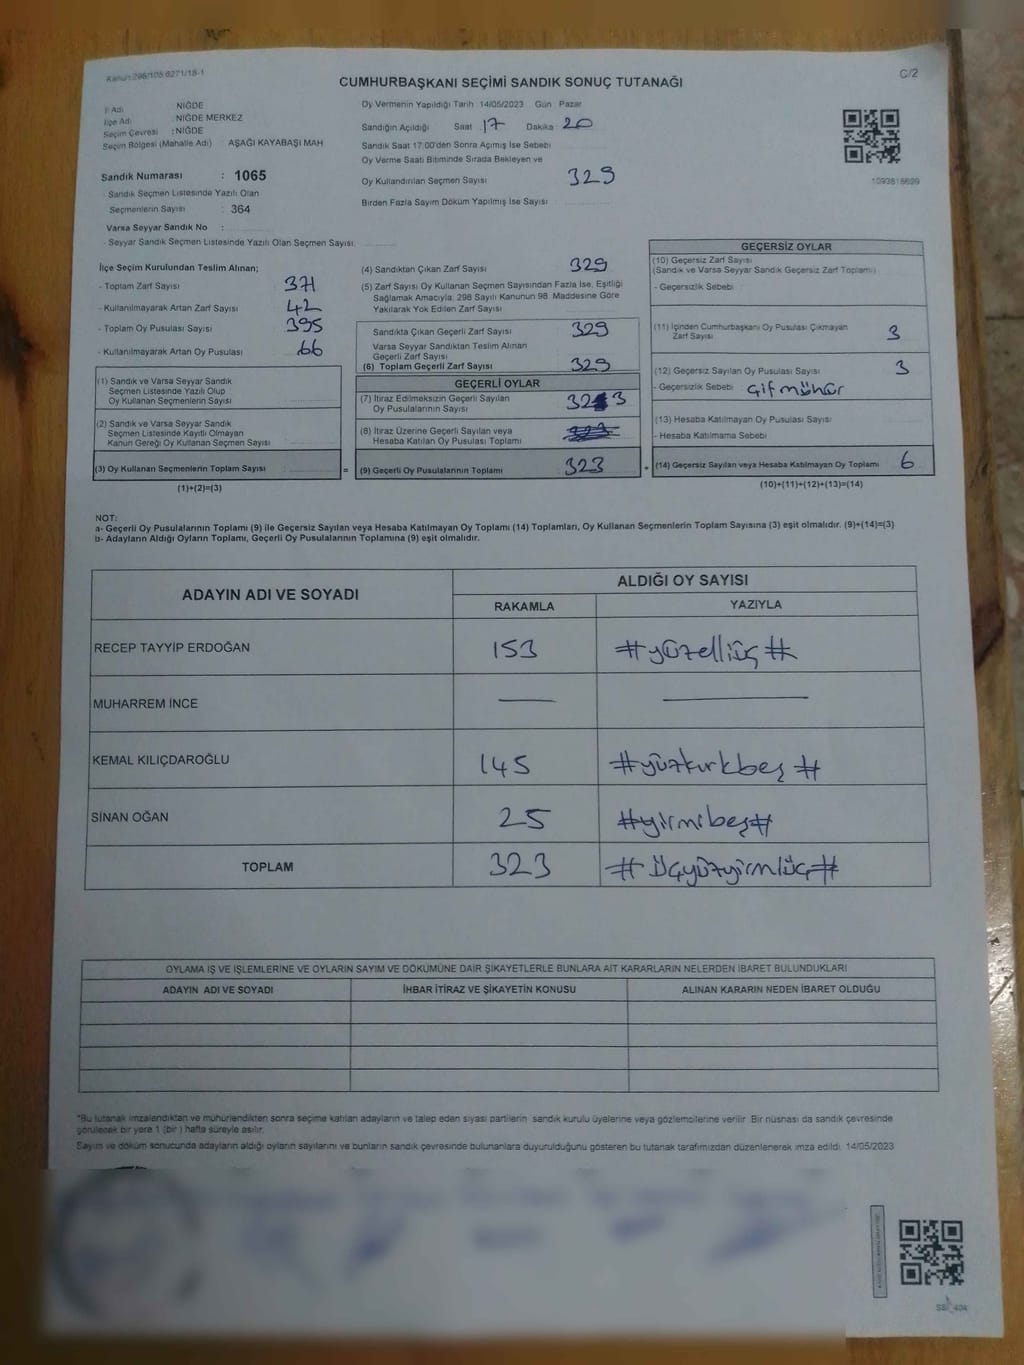 Kanun:298/105,6271/18-1
C/2
CUMHURBAŞKANI SEÇİMİ SANDIK SONUÇ TUTANAĞI
İl Adı : NİĞDE
İlçe Adı : NİĞDE MERKEZ
Seçim Çevresi : NİĞDE
Seçim Bölgesi (Mahalle Adı) AŞAĞI KAYABAŞI MAH
Sandık Numarası : 1065
- Sandık Seçmen Listesinde Yazılı Olan
Seçmenlerin Sayısı : 364
Varsa Seyyar Sandık No :
- Seyyar Sandık Seçmen Listesinde Yazılı Olan Seçmen Sayısı:
Oy Vermenin Yapıldığı Tarih 14/05/2023 Gün Pazar
Sandığın Açıldığı Saat 17 Dakika 20
Sandık Saat 17.00'den Sonra Açımış İse Sebebi
Oy Verme Saati Bitiminde Sırada Bekleyen ve
Oy Kullandırılan Seçmen Sayısı 329
Birden Fazla Sayım Döküm Yapılmış İse Sayısı
1093818699
İlçe Seçim Kurulundan Teslim Alınan;
- Toplam Zarf Sayısı 371
- Kullanılmayarak Artan Zarf Sayısı 42
- Toplam Oy Pusulası Sayısı 395
- Kullanılmayarak Artan Oy Pusulası 66
(1) Sandık ve Varsa Seyyar Sandık
Seçmen Listesinde Yazılı Olup
Oy Kullanan Seçmenlerin Sayısı
(2) Sandık ve Varsa Seyyar Sandık
Seçmen Listesinde Kayıtlı Olmayan
Kanun Gereği Oy Kullanan Seçmen Sayısı
(3) Oy Kullanan Seçmenlerin Toplam Sayısı =
(1)+(2)=(3)
(4) Sandıktan Çıkan Zarf Sayısı 329
(5) Zarf Sayısı Oy Kullanan Seçmen Sayısından Fazla İse, Eşitliği
Sağlamak Amacıyla; 298 Sayılı Kanunun 98. Maddesine Göre
Yakılarak Yok Edilen Zarf Sayısı
Sandıkta Çıkan Geçerli Zarf Sayısı 329
Varsa Seyyar Sandıktan Teslim Alınan
Geçerli Zarf Sayısı
(6) Toplam Geçerli Zarf Sayısı 329
GEÇERLİ OYLAR
(7) İtiraz Edilmeksizin Geçerli Sayılan
Oy Pusulalarının Sayısı 323
(8) İtiraz Üzerine Geçerli Sayılan veya
Hesaba Katılan Oy Pusulası Toplamı
(9) Geçerli Oy Pusulalarının Toplamı 323 +
GEÇERSİZ OYLAR
(10) Geçersiz Zarf Sayısı
(Sandık ve Varsa Seyyar Sandık Geçersiz Zarf Toplamı)
- Geçersizlik Sebebi
(11) İçinden Cumhurbaşkanı Oy Pusulası Çıkmayan
Zarf Sayısı 3
(12) Geçersiz Sayılan Oy Pusulası Sayısı 3
- Geçersizlik Sebebi Çift mühür
(13) Hesaba Katılmayan Oy Pusulası Sayısı
- Hesaba Katılmama Sebebi
(14) Geçersiz Sayılan veya Hesaba Katılmayan Oy Toplamı 6
(10)+(11)+(12)+(13)=(14)
NOT:
a- Geçerli Oy Pusulalarının Toplamı (9) ile Geçersiz Sayılan veya Hesaba Katılmayan Oy Toplamı (14) Toplamları, Oy Kullanan Seçmenlerin Toplam Sayısına (3) eşit olmalıdır. (9)+(14)=(3)
b- Adayların Aldığı Oyların Toplamı, Geçerli Oy Pusulalarının Toplamına (9) eşit olmalıdır.
ADAYIN ADI VE SOYADI ALDIĞI OY SAYISI
RAKAMLA YAZIYLA
RECEP TAYYİP ERDOĞAN 153 #yüzelliüç#
MUHARREM İNCE — —
KEMAL KILIÇDAROĞLU 145 #yüzkırkbeş#
SİNAN OĞAN 25 #yirmibeş#
TOPLAM 323 #Üçyüzyirmiüç#
OYLAMA İŞ VE İŞLEMLERİNE VE OYLARIN SAYIM VE DÖKÜMÜNE DAİR ŞİKAYETLERLE BUNLARA AİT KARARLARIN NELERDEN İBARET BULUNDUKLARI
ADAYIN ADI VE SOYADI İHBAR İTİRAZ VE ŞİKAYETİN KONUSU ALINAN KARARIN NEDEN İBARET OLDUĞU
*Bu tutanak imzalandıktan ve mühürlendikten sonra seçime katılan adayların ve talep eden siyasi partilerin sandık kurulu üyelerine veya gözlemcilerine verilir. Bir nüshası da sandık çevresinde
görülecek bir yere 1 (bir) hafta süreyle asılır.
Sayım ve döküm sonucunda adayların aldığı oyların sayılarını ve bunların sandık çevresinde bulunanlara duyurulduğunu gösteren bu tutanak tarafımızdan düzenlenerek imza edildi. 14/05/2023